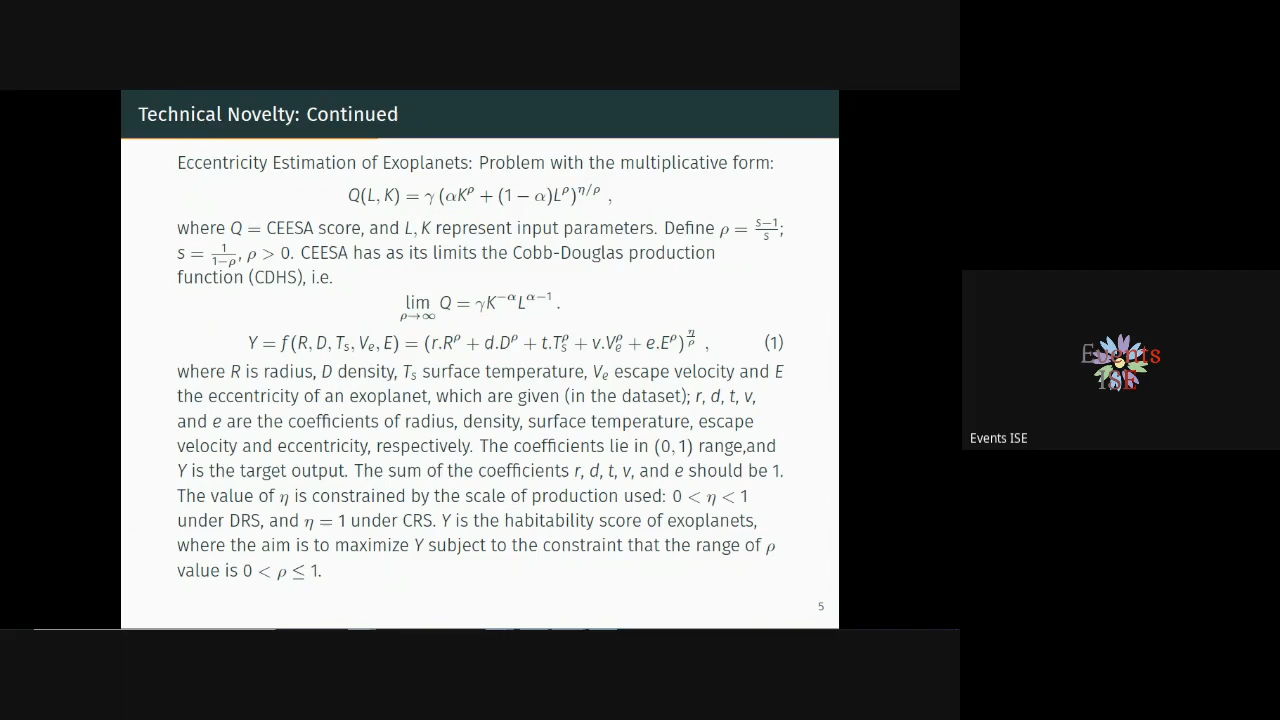 Technical Novelty: Continued
Eccentricity Estimation of Exoplanets: Problem with the multiplicative form:
Q(L, K) = γ (αK^ρ + (1 − α)L^ρ)^{η/ρ} ,
where Q = CEESA score, and L, K represent input parameters. Define ρ = \frac{s−1}{s};
s = \frac{1}{1−ρ}, ρ > 0. CEESA has as its limits the Cobb-Douglas production
function (CDHS), i.e.
lim_{ρ→∞} Q = γK^{−α}L^{α−1} .
Y = f(R, D, T_s, V_e, E) = (r.R^ρ + d.D^ρ + t.T_s^ρ + v.V_e^ρ + e.E^ρ)^{\frac{η}{ρ}} , (1)
where R is radius, D density, T_s surface temperature, V_e escape velocity and E
the eccentricity of an exoplanet, which are given (in the dataset); r, d, t, v,
and e are the coefficients of radius, density, surface temperature, escape
velocity and eccentricity, respectively. The coefficients lie in (0, 1) range,and
Y is the target output. The sum of the coefficients r, d, t, v, and e should be 1.
The value of η is constrained by the scale of production used: 0 < η < 1
under DRS, and η = 1 under CRS. Y is the habitability score of exoplanets,
where the aim is to maximize Y subject to the constraint that the range of ρ
value is 0 < ρ ≤ 1.
5
Events
ISE
Events ISE